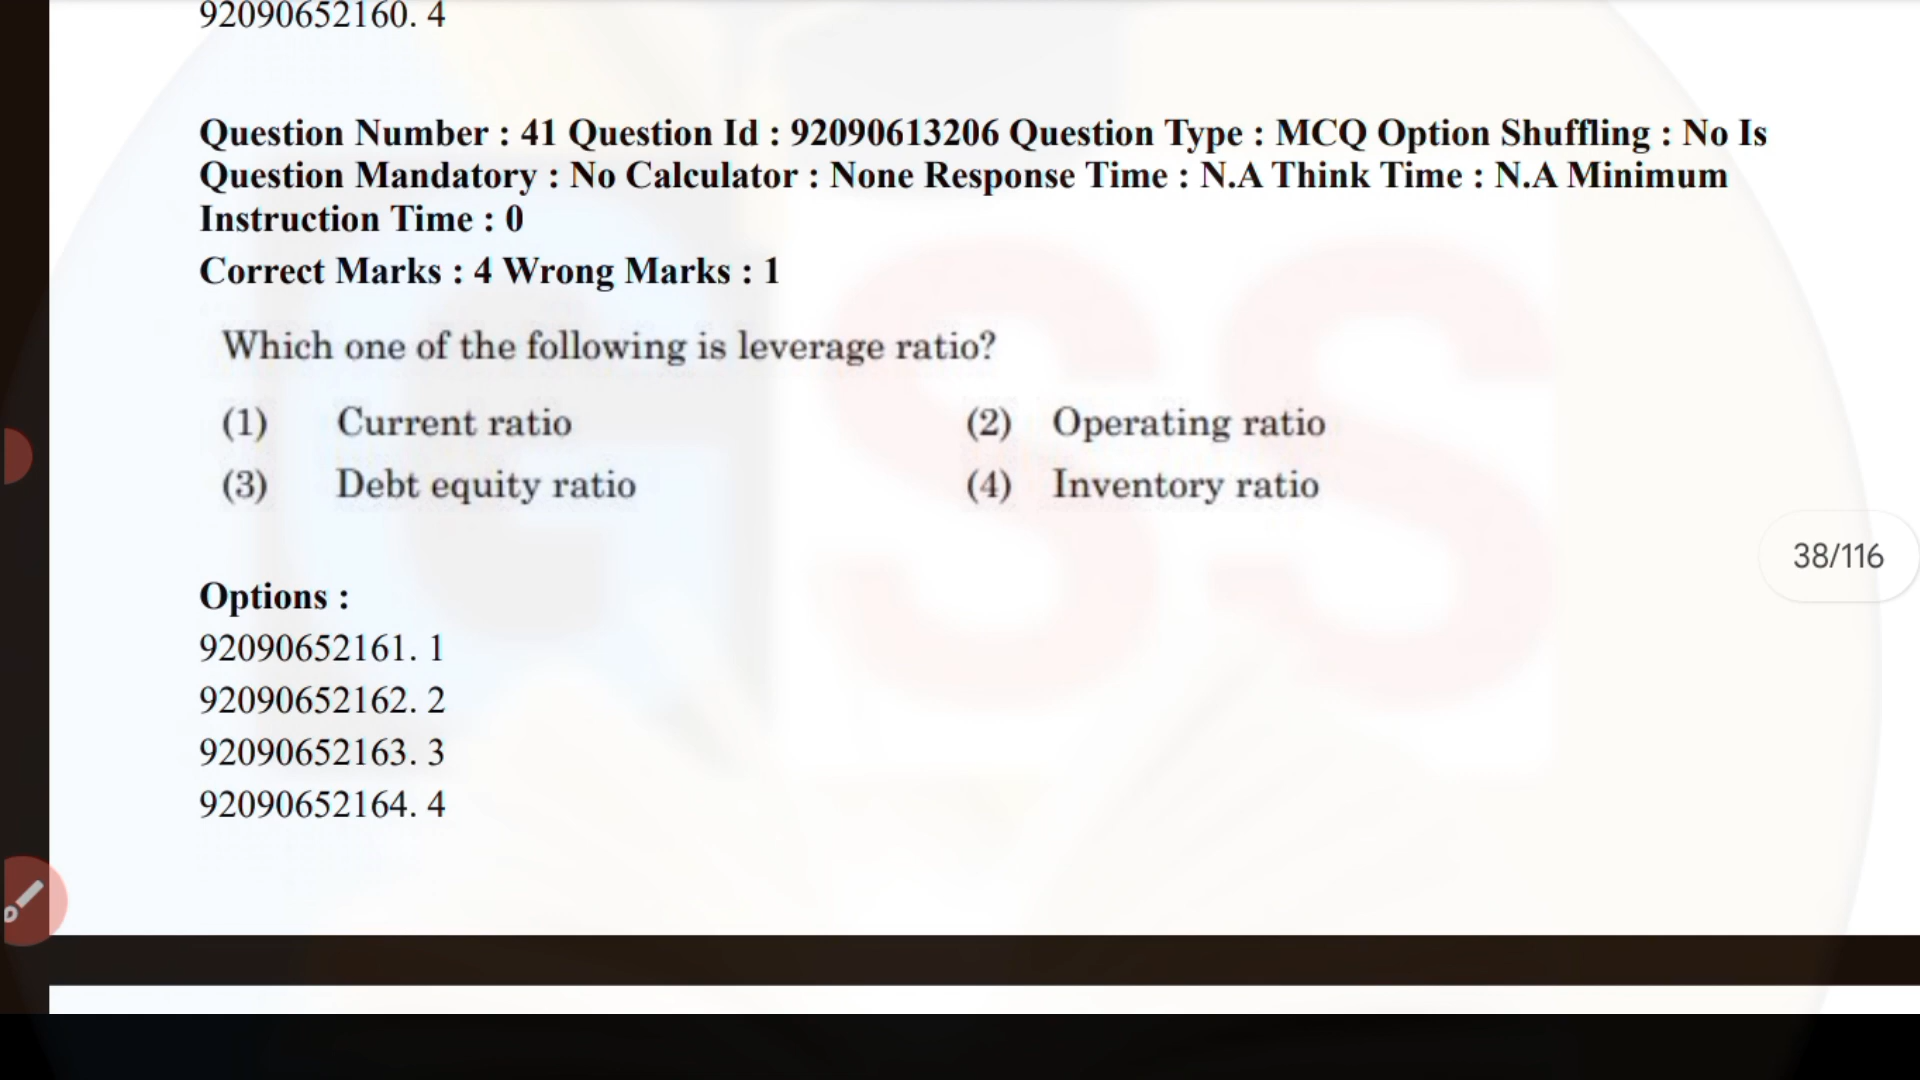 92090652160. 4
Question Number : 41 Question Id : 92090613206 Question Type : MCQ Option Shuffling : No Is
Question Mandatory : No Calculator : None Response Time : N.A Think Time : N.A Minimum
Instruction Time : 0
Correct Marks : 4 Wrong Marks : 1
Which one of the following is leverage ratio?
(1) Current ratio (2) Operating ratio
(3) Debt equity ratio (4) Inventory ratio
38/116
Options :
92090652161. 1
92090652162. 2
92090652163. 3
92090652164. 4
GSS